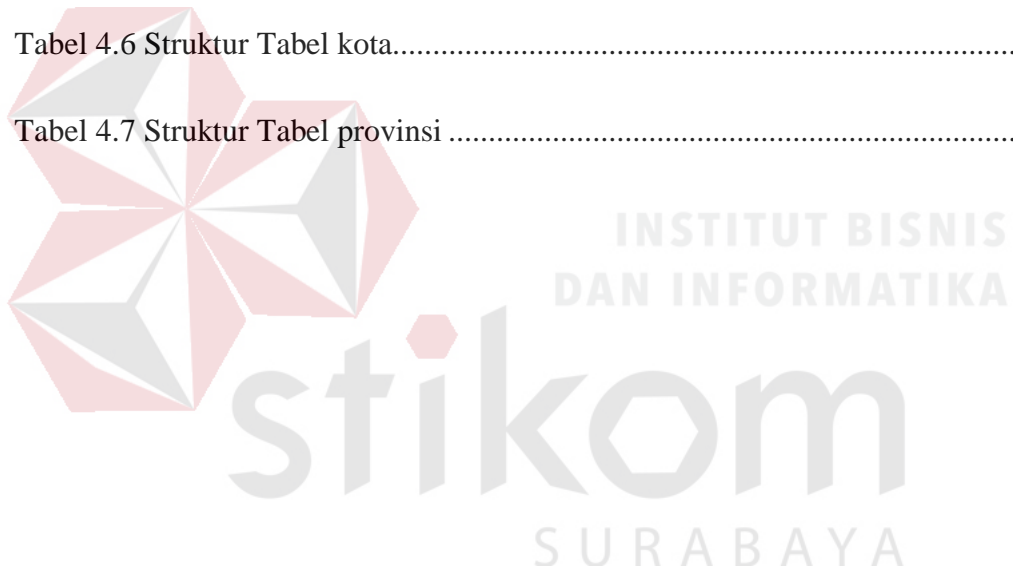 Tabel 4.6 Struktur Tabel kota.......................................................................
Tabel 4.7 Struktur Tabel provinsi .................................................................
INSTITUT BISNIS
DAN INFORMATIKA
stikom
SURABAYA